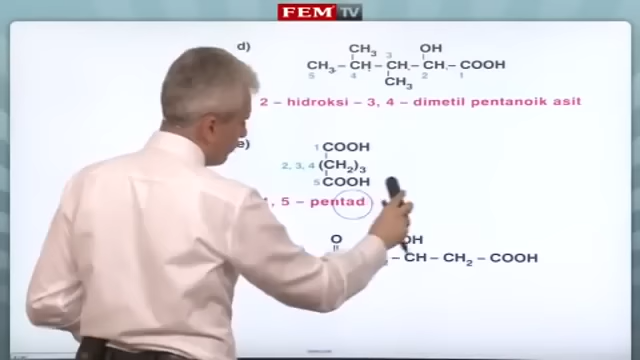 FEM TV
d)
CH3 3 OH
CH3 – CH – CH – CH – COOH
5 4 CH3 2 1
2 – hidroksi – 3, 4 – dimetil pentanoik asit
e)
1 COOH
2, 3, 4 (CH2)3
5 COOH
, 5 – pentad
O OH
– CH – CH2 – COOH